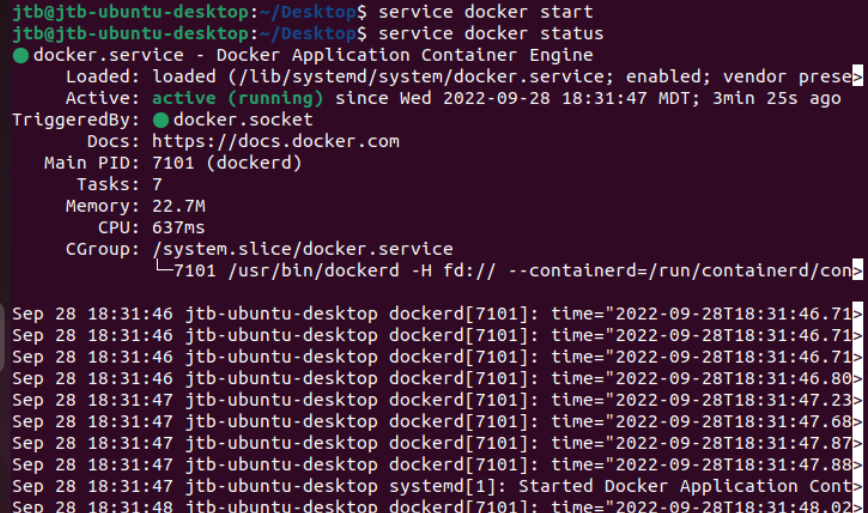 jtb@jtb-ubuntu-desktop:~/Desktop$ service docker start
jtb@jtb-ubuntu-desktop:~/Desktop$ service docker status
docker.service - Docker Application Container Engine
Loaded: loaded (/lib/systemd/system/docker.service; enabled; vendor prese>
Active: active (running) since Wed 2022-09-28 18:31:47 MDT; 3min 25s ago
TriggeredBy: docker.socket
Docs: https://docs.docker.com
Main PID: 7101 (dockerd)
Tasks: 7
Memory: 22.7M
CPU: 637ms
CGroup: /system.slice/docker.service
└─7101 /usr/bin/dockerd -H fd:// --containerd=/run/containerd/con>
Sep 28 18:31:46 jtb-ubuntu-desktop dockerd[7101]: time="2022-09-28T18:31:46.71>
Sep 28 18:31:46 jtb-ubuntu-desktop dockerd[7101]: time="2022-09-28T18:31:46.71>
Sep 28 18:31:46 jtb-ubuntu-desktop dockerd[7101]: time="2022-09-28T18:31:46.71>
Sep 28 18:31:46 jtb-ubuntu-desktop dockerd[7101]: time="2022-09-28T18:31:46.80>
Sep 28 18:31:47 jtb-ubuntu-desktop dockerd[7101]: time="2022-09-28T18:31:47.23>
Sep 28 18:31:47 jtb-ubuntu-desktop dockerd[7101]: time="2022-09-28T18:31:47.68>
Sep 28 18:31:47 jtb-ubuntu-desktop dockerd[7101]: time="2022-09-28T18:31:47.87>
Sep 28 18:31:47 jtb-ubuntu-desktop dockerd[7101]: time="2022-09-28T18:31:47.88>
Sep 28 18:31:47 jtb-ubuntu-desktop systemd[1]: Started Docker Application Cont>
Sep 28 18:31:48 jtb-ubuntu-desktop dockerd[7101]: time="2022-09-28T18:31:48.02>